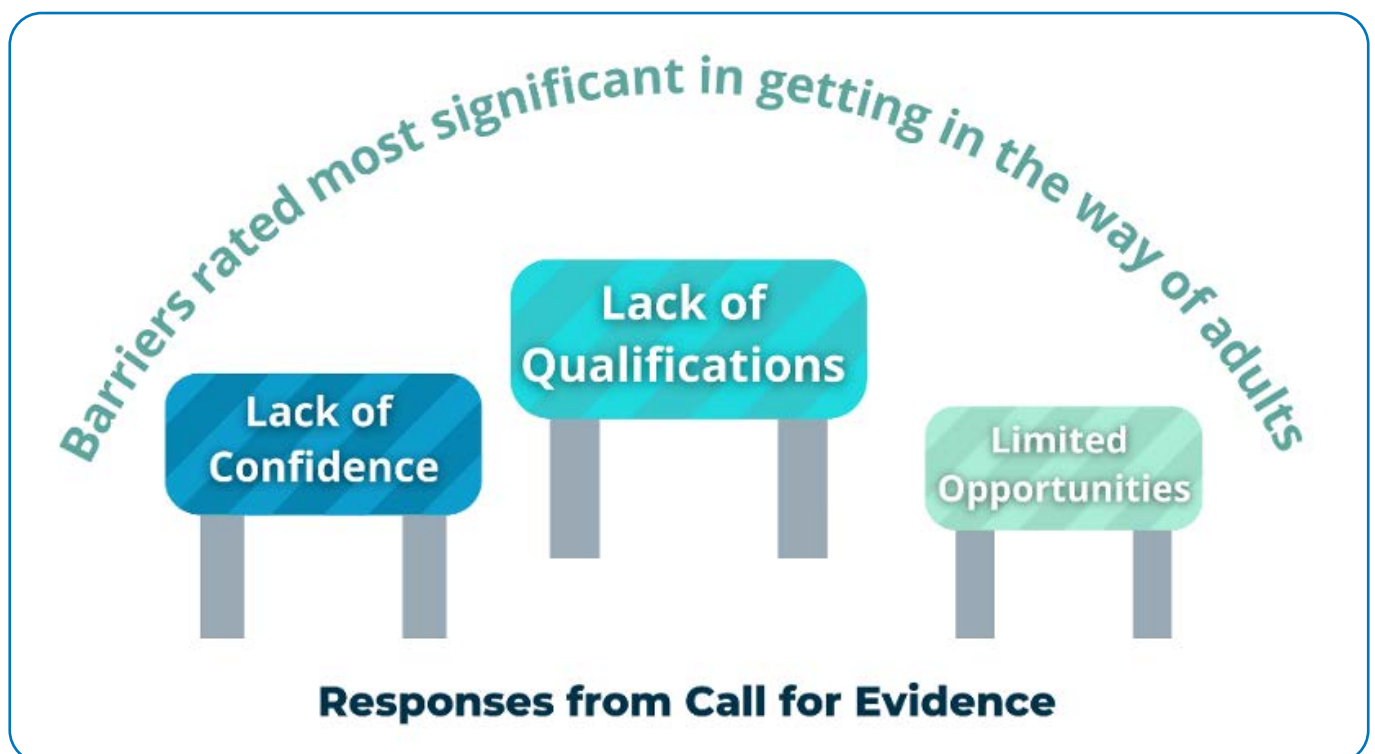 Barriers rated most significant in getting in the way of adults
Lack of
Qualifications
Lack of
Confidence
Limited
Opportunities
Responses from Call for Evidence